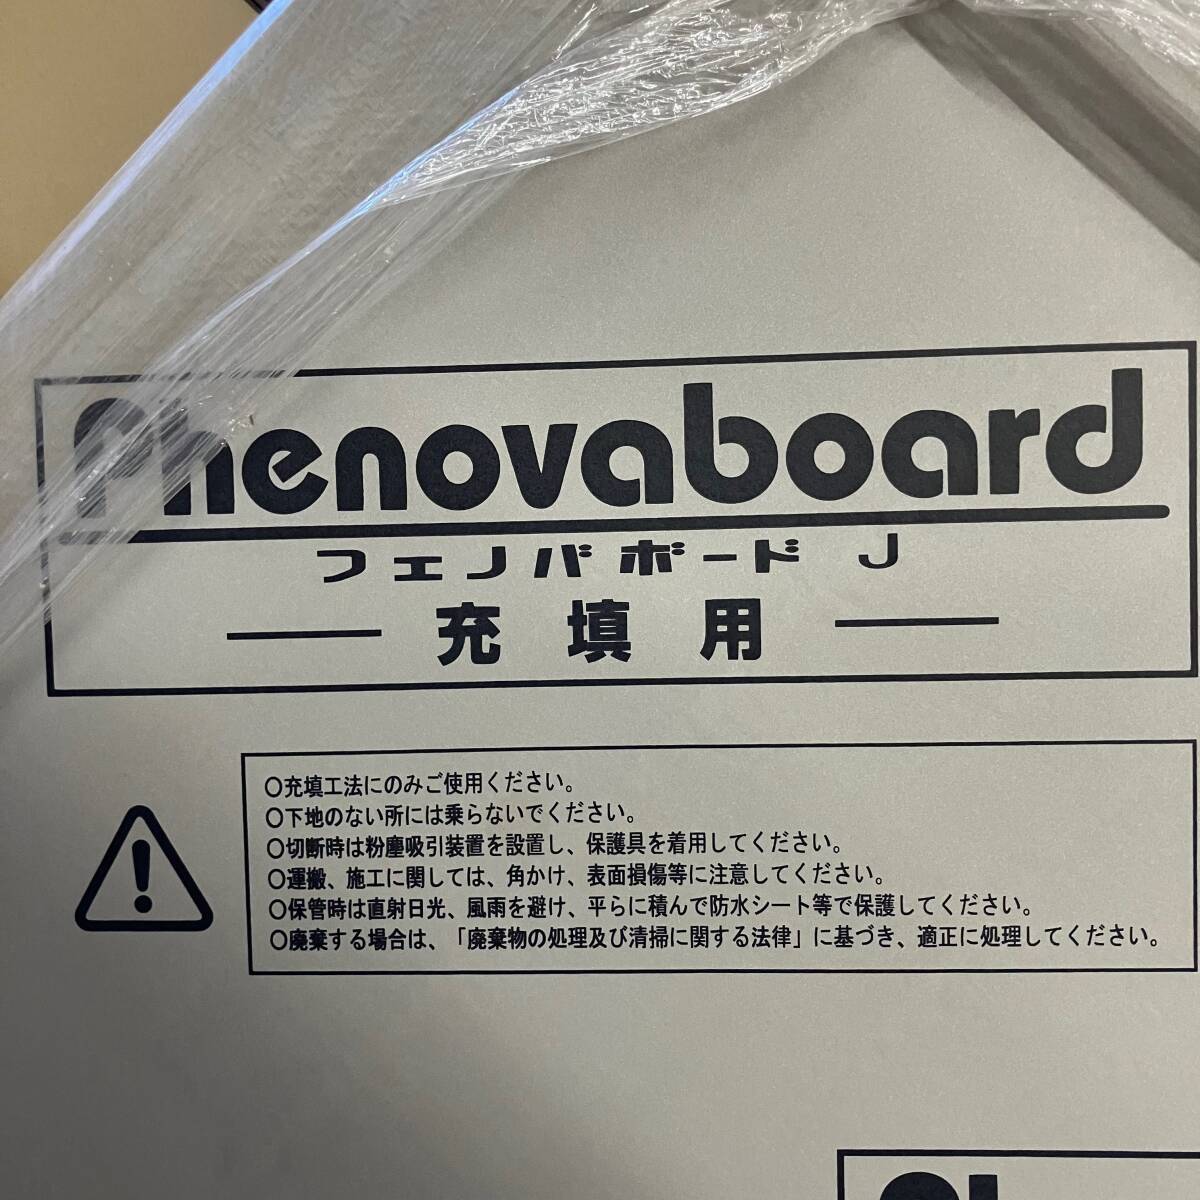 Phenovaboard
フェノバボード J
充填用
○充填工法にのみご使用ください。
○下地のない所には乗らないでください。
○切断時は粉塵吸引装置を設置し、保護具を着用してください。
○運搬、施工に関しては、角かけ、表面損傷等に注意してください。
○保管時は直射日光、風雨を避け、平らに積んで防水シート等で保護してください。
○廃棄する場合は、「廃棄物の処理及び清掃に関する法律」に基づき、適正に処理してください。